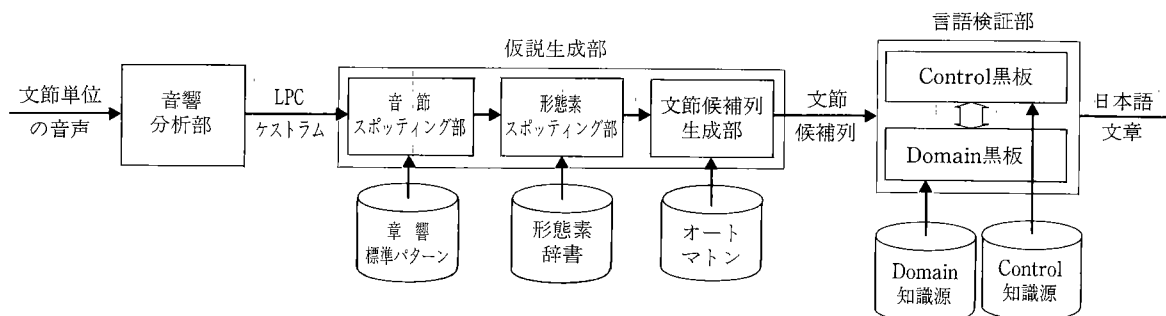 言語検証部
仮説生成部
文節単位
の音声
音響
分析部
LPC
ケストラム
音節
スポッティング部
形態素
スポッティング部
文節候補列
生成部
文節
候補列
Control黒板
Domain黒板
日本語
文章
章響
標準パターン
形態素
辞書
オート
マトン
Domain
知識源
Control
知識源